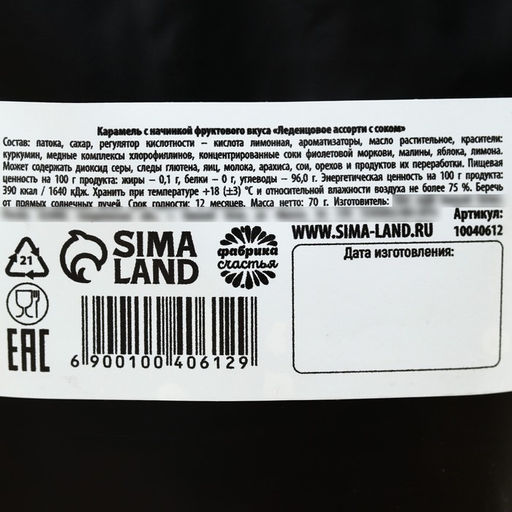 Карамель с начинкой фруктового вкуса «Леденцовое ассорти с соком»
Состав: патока, сахар, регулятор кислотности – кислота лимонная, ароматизаторы, масло растительное, красители:
куркумин, медные комплексы хлорофиллинов, концентрированные соки фиолетовой моркови, малины, яблока, лимона.
Может содержать диоксид серы, следы глютена, яиц, молока, арахиса, сои, орехов и продуктов их переработки. Пищевая
ценность на 100 г продукта: жиры – 0,1 г, белки – 0 г, углеводы – 96,0 г. Энергетическая ценность на 100 г продукта:
390 ккал / 1640 кДж. Хранить при температуре +18 (±3) °С и относительной влажности воздуха не более 75 %. Беречь
от прямых солнечных лучей. Срок годности: 12 месяцев. Масса нетто: 70 г. Изготовитель:
Артикул:
10040612
WWW.SIMA-LAND.RU
21
SIMA
LAND
фабрика
счастья
Дата изготовления:
EAC
6 900100 406129